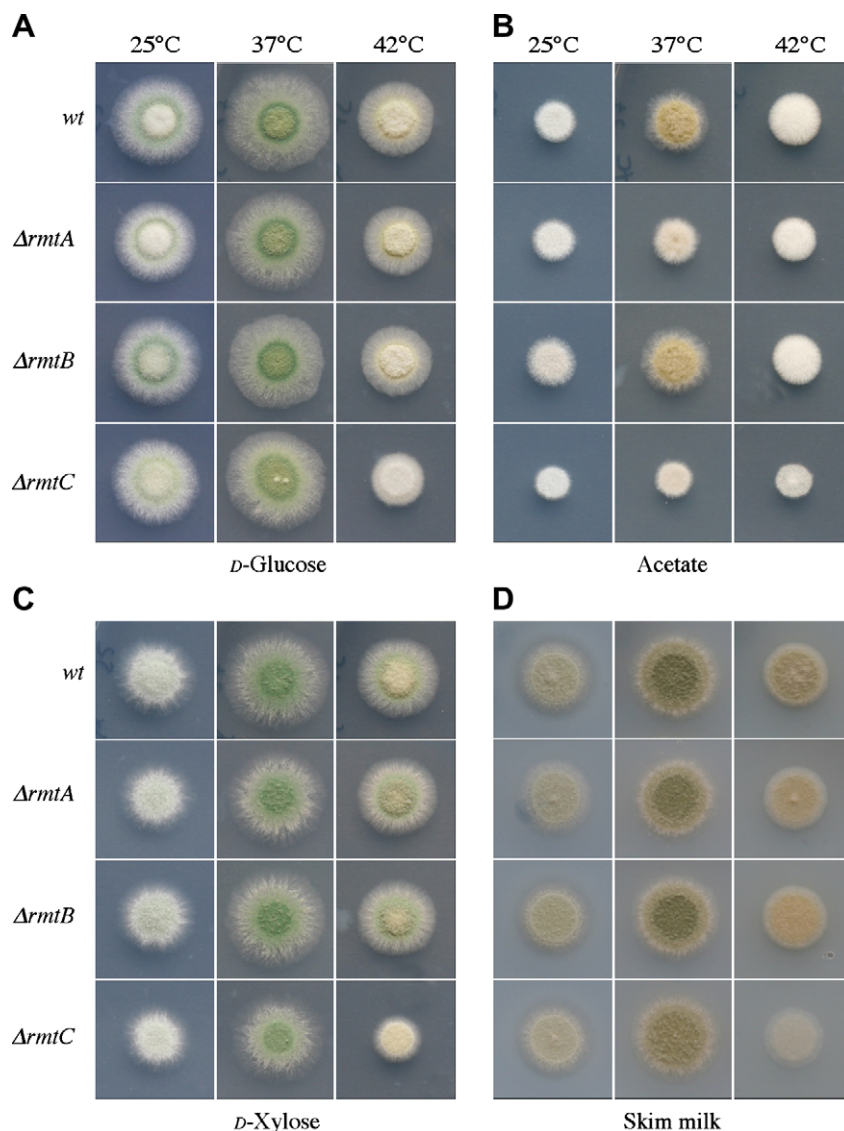 A
25°C 37°C 42°C
wt
ΔrmtA
ΔrmtB
ΔrmtC
D-Glucose
B
25°C 37°C 42°C
Acetate
C
wt
ΔrmtA
ΔrmtB
ΔrmtC
D-Xylose
D
Skim milk